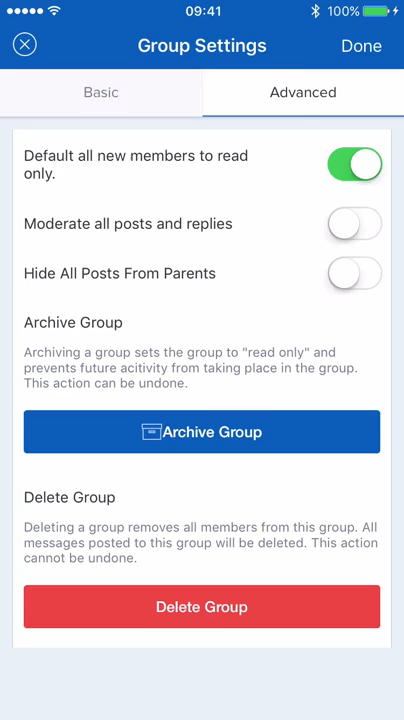 09:41
100%
Group Settings
Done
Basic
Advanced
Default all new members to read
only.
Moderate all posts and replies
Hide All Posts From Parents
Archive Group
Archiving a group sets the group to "read only" and
prevents future acitivity from taking place in the group.
This action can be undone.
Archive Group
Delete Group
Deleting a group removes all members from this group. All
messages posted to this group will be deleted. This action
cannot be undone.
Delete Group